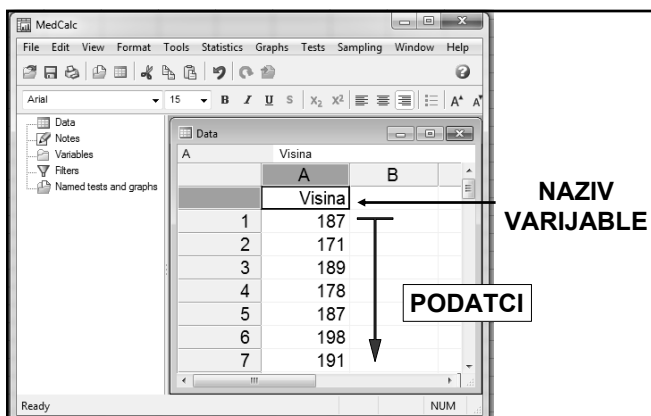 MedCalc
File Edit View Format Tools Statistics Graphs Tests Sampling Window Help
Arial 15 B I U S X₂ X² A˄ A˅
Data
Notes
Variables
Filters
Named tests and graphs
Data
A Visina
A B
Visina
1 187
2 171
3 189
4 178
5 187
6 198
7 191
NAZIV
VARIJABLE
PODATCI
Ready NUM